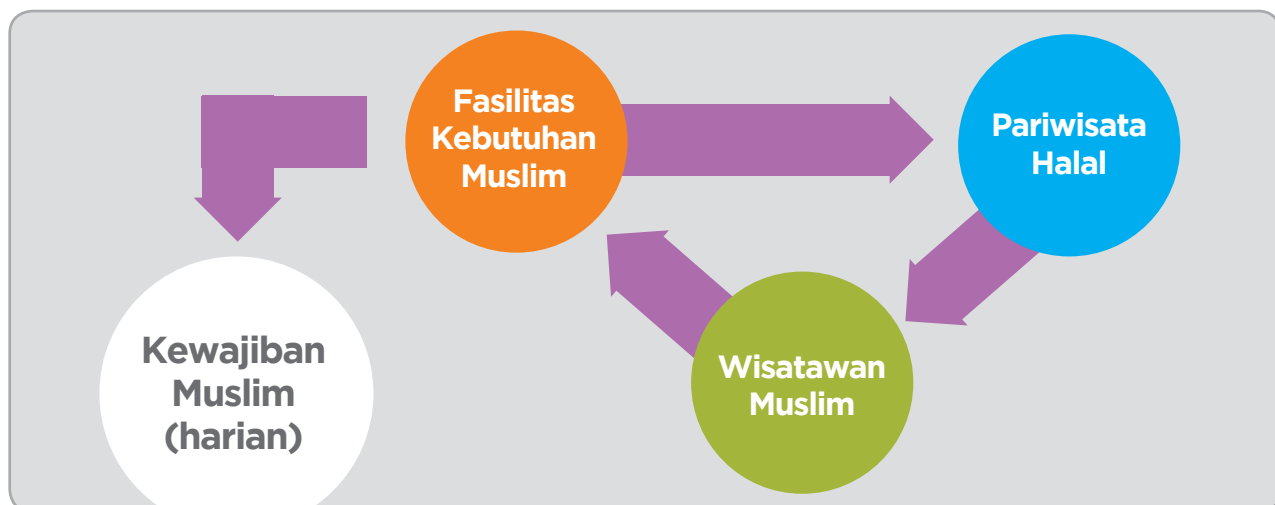 Fasilitas
Kebutuhan
Muslim
Pariwisata
Halal
Kewajiban
Muslim
(harian)
Wisatawan
Muslim